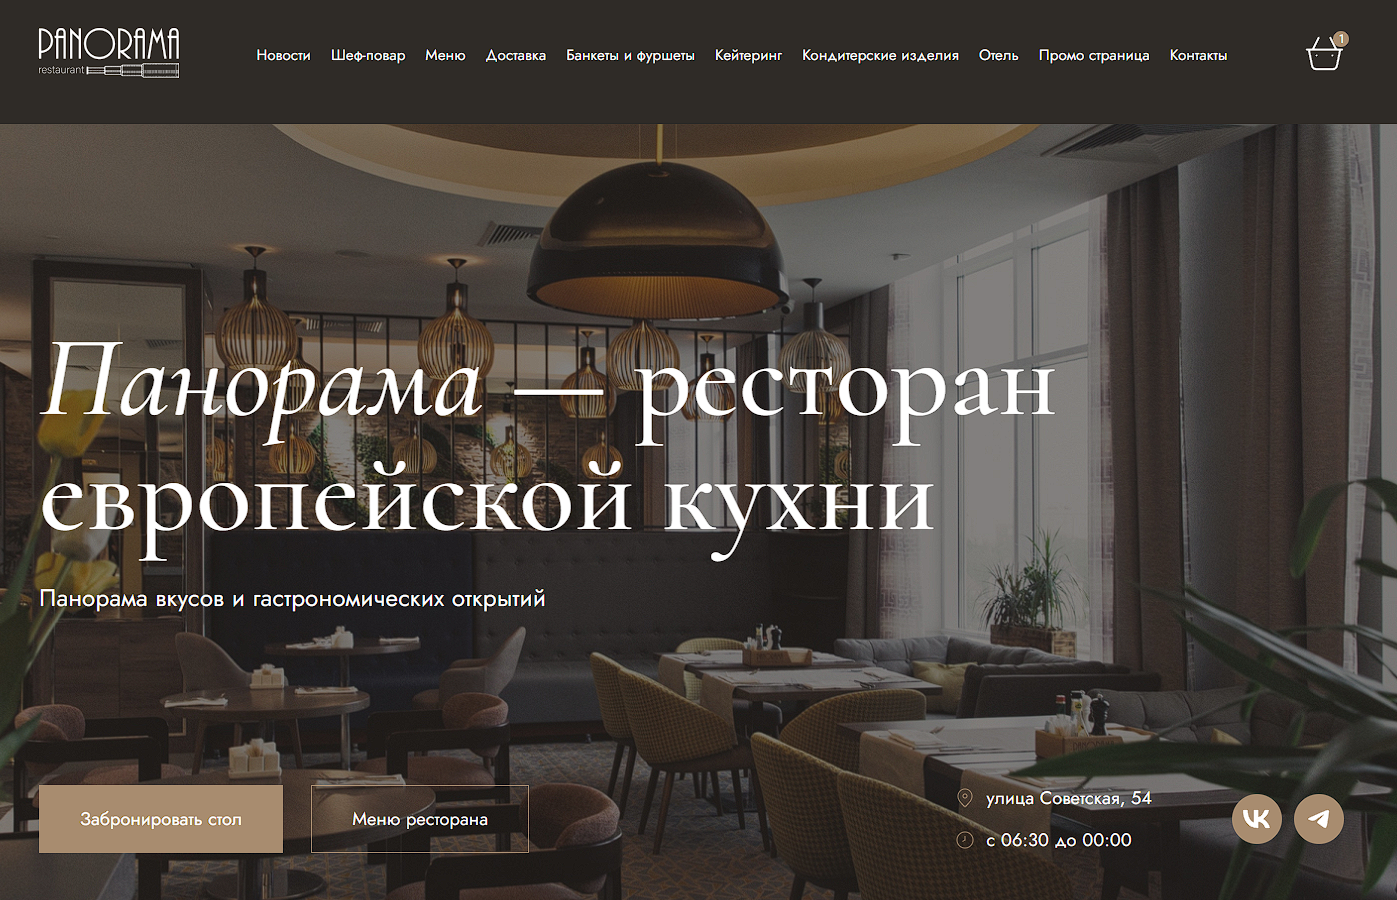 PANORAMA
restaurant
Новости Шеф-повар Меню Доставка Банкеты и фуршеты Кейтеринг Кондитерские изделия Отель Промо страница Контакты
1
Панорама — ресторан
европейской кухни
Панорама вкусов и гастрономических открытий
Забронировать стол
Меню ресторана
улица Советская, 54
с 06:30 до 00:00